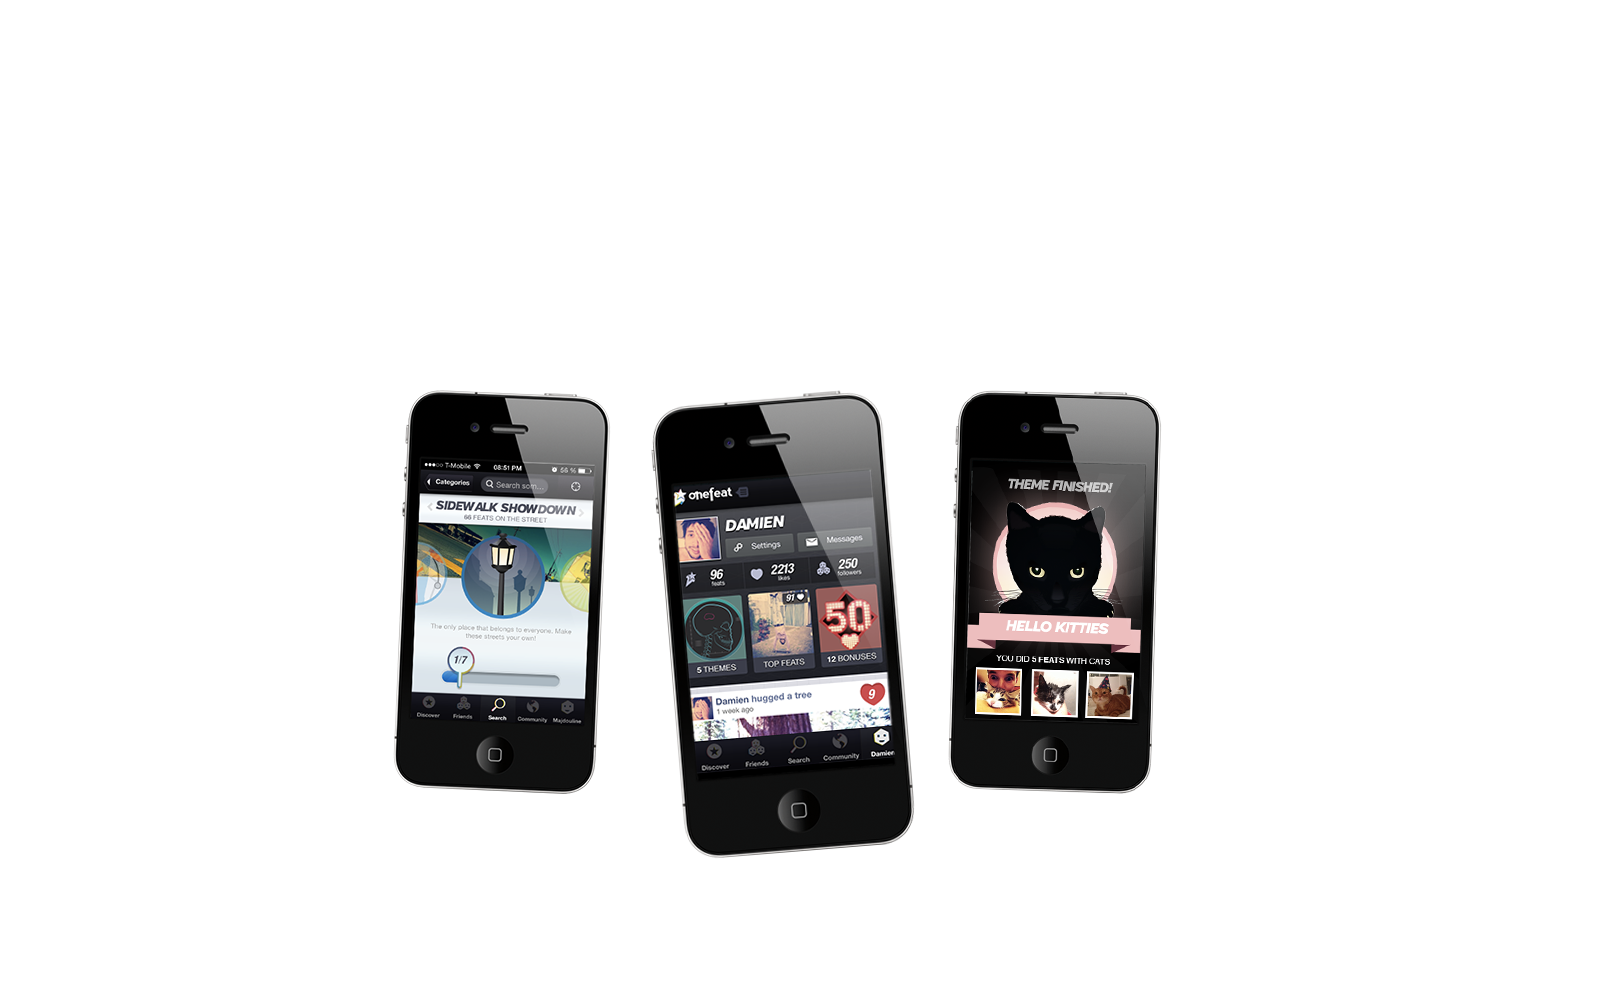 T-Mobile 08:51 PM 55 %
Categories Search som...
SIDEWALK SHOWDOWN
66 FEATS ON THE STREET
The only place that belongs to everyone. Make
these streets your own!
1/7
Discover Friends Search Community Majdouline
onefeat
DAMIEN
Settings Messages
96 feats
2213 likes
250 followers
91
50
5 THEMES TOP FEATS 12 BONUSES
Damien hugged a tree
1 week ago
9
Discover Friends Search Community Damien
THEME FINISHED!
HELLO KITTIES
YOU DID 5 FEATS WITH CATS